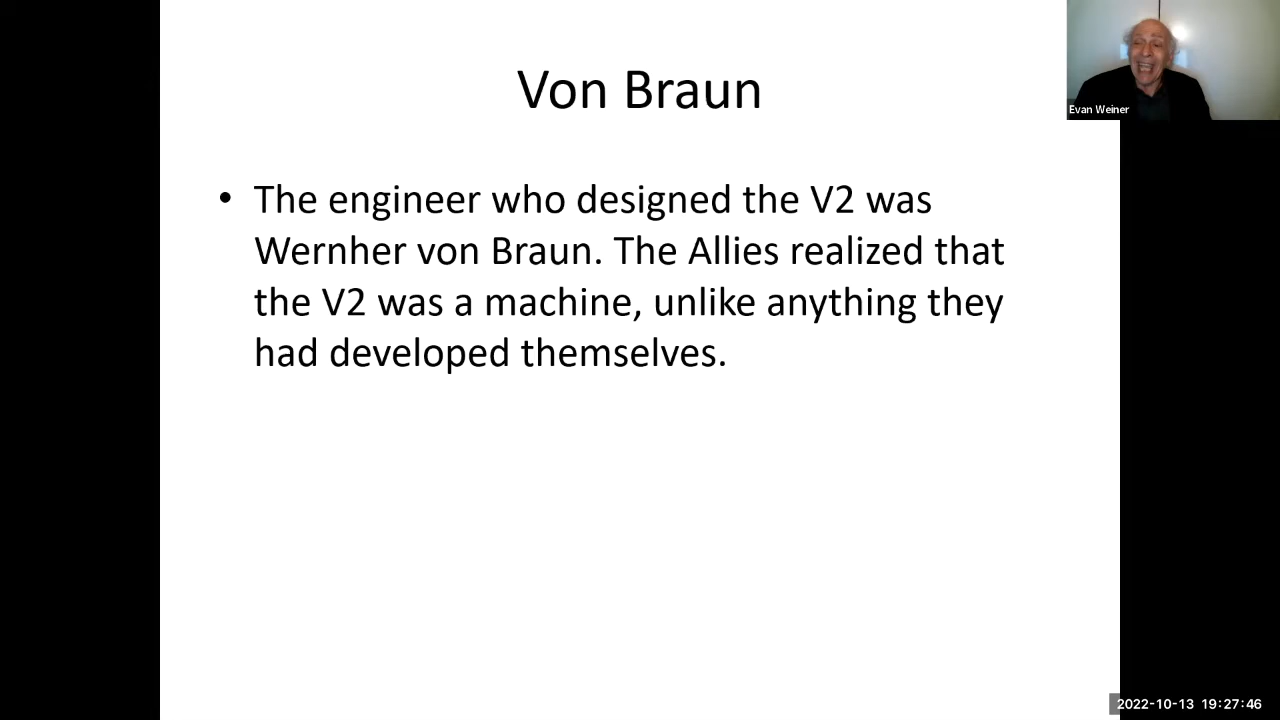 Von Braun
Evan Weiner
• The engineer who designed the V2 was
Wernher von Braun. The Allies realized that
the V2 was a machine, unlike anything they
had developed themselves.
2022-10-13 19:27:46